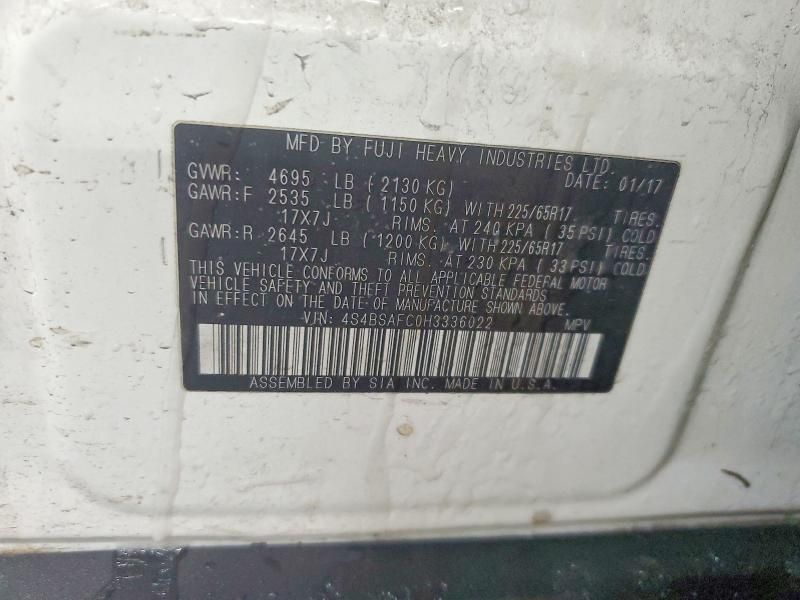 MFD BY FUJI HEAVY INDUSTRIES LTD.
GVWR: 4695 LB ( 2130 KG) DATE: 01/17
GAWR:F 2535 LB ( 1150 KG) WITH 225/65R17 TIRES.
17X7J RIMS. AT 240 KPA ( 35 PSI) COLD
GAWR:R 2645 LB ( 1200 KG) WITH 225/65R17 TIRES.
17X7J RIMS. AT 230 KPA ( 33 PSI) COLD
THIS VEHICLE CONFORMS TO ALL APPLICABLE FEDERAL MOTOR
VEHICLE SAFETY AND THEFT PREVENTION STANDARDS
IN EFFECT ON THE DATE OF MANUFACTURE SHOWN ABOVE.
VIN: 4S4BSAFC0H3336022 MPV
ASSEMBLED BY SIA INC. MADE IN U.S.A.